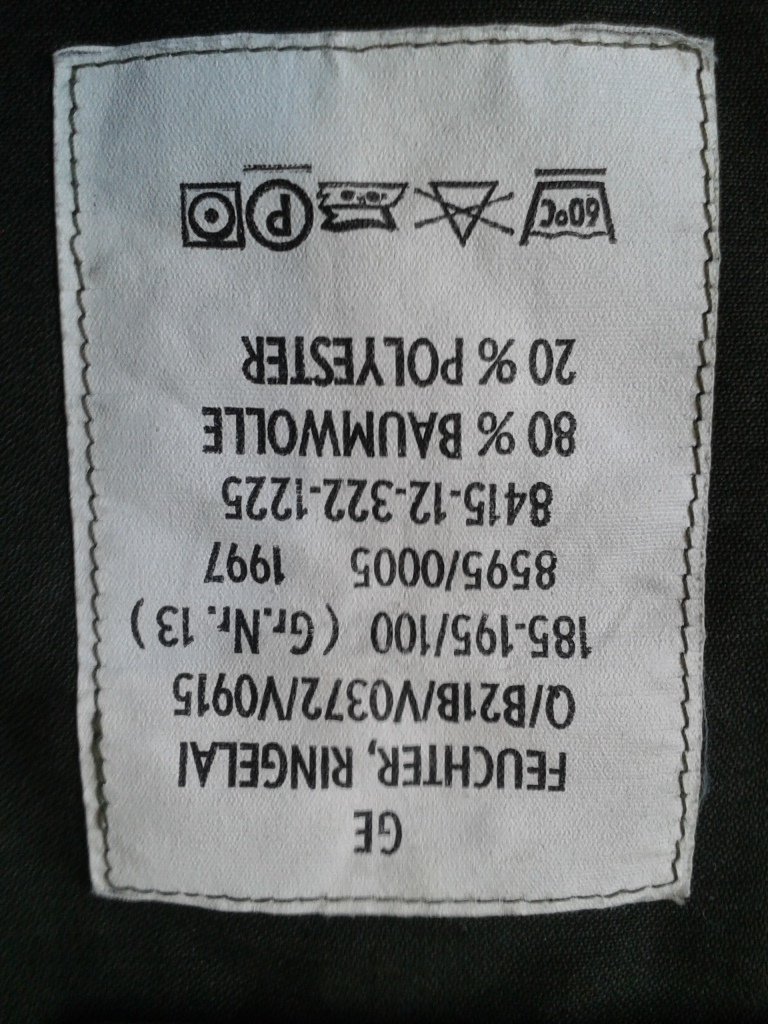 GE
FEUCHTER, RINGELAI
Q/B21B/V0372/V0915
185-195/100 (Gr.Nr. 13)
8595/0005 1997
8415-12-322-1225
80 % BAUMWOLLE
20 % POLYESTER
60°C P